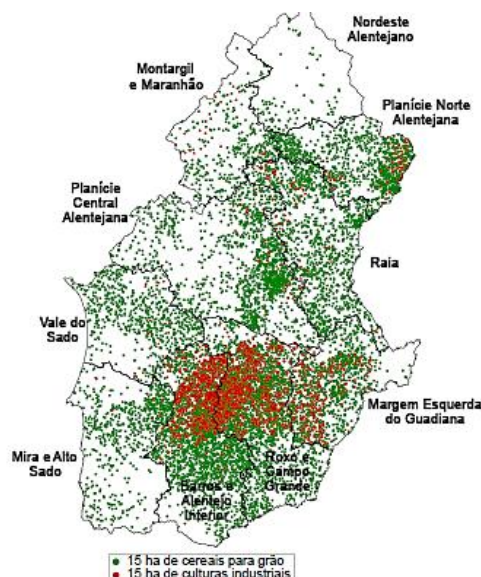 Nordeste
Alentejano
Montargil
e Maranhão
Planície Norte
Alentejana
Planície
Central
Alentejana
Raia
Vale do
Sado
Margem Esquerda
do Guadiana
Mira e Alto
Sado
Roxo e
Campo
Grande
Barros e
Alentejo
Interior
15 ha de cereais para grão
15 ha de culturas industriais